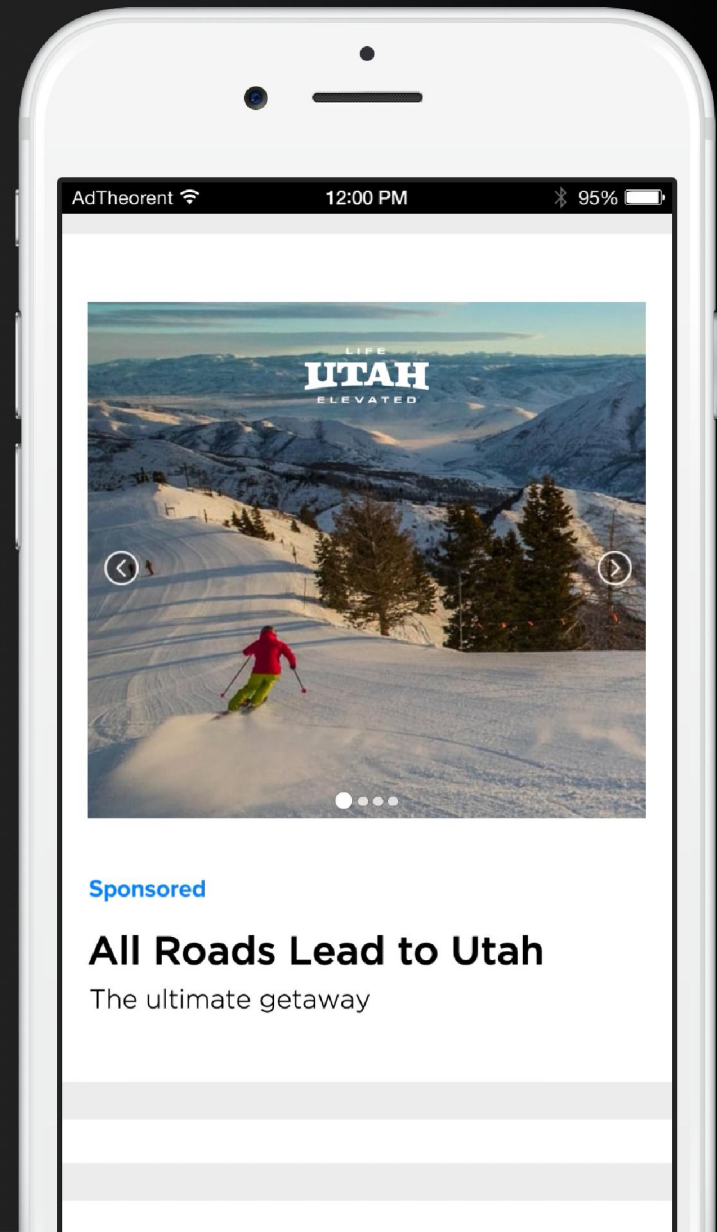 AdTheorent 12:00 PM 95%
LIFE
UTAH
ELEVATED
Sponsored
All Roads Lead to Utah
The ultimate getaway